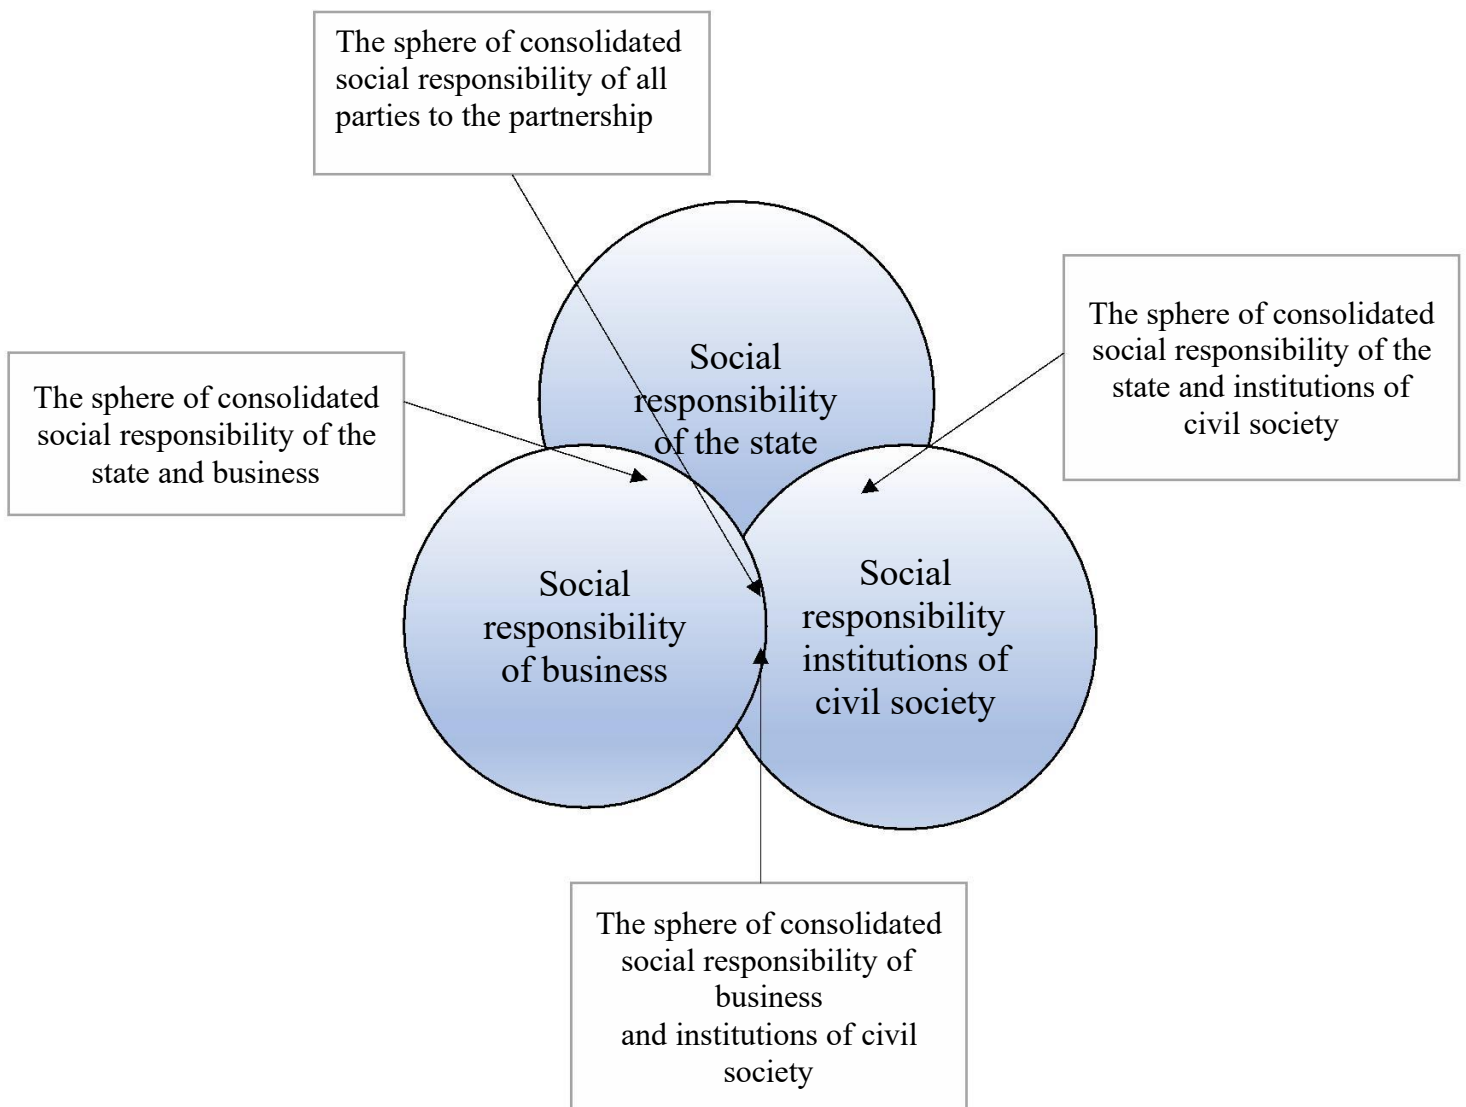 The sphere of consolidated
social responsibility of all
parties to the partnership
The sphere of consolidated
social responsibility of the
state and institutions of
civil society
Social
responsibility
of the state
The sphere of consolidated
social responsibility of the
state and business
Social
responsibility
of business
Social
responsibility
institutions of
civil society
The sphere of consolidated
social responsibility of
business
and institutions of civil
society